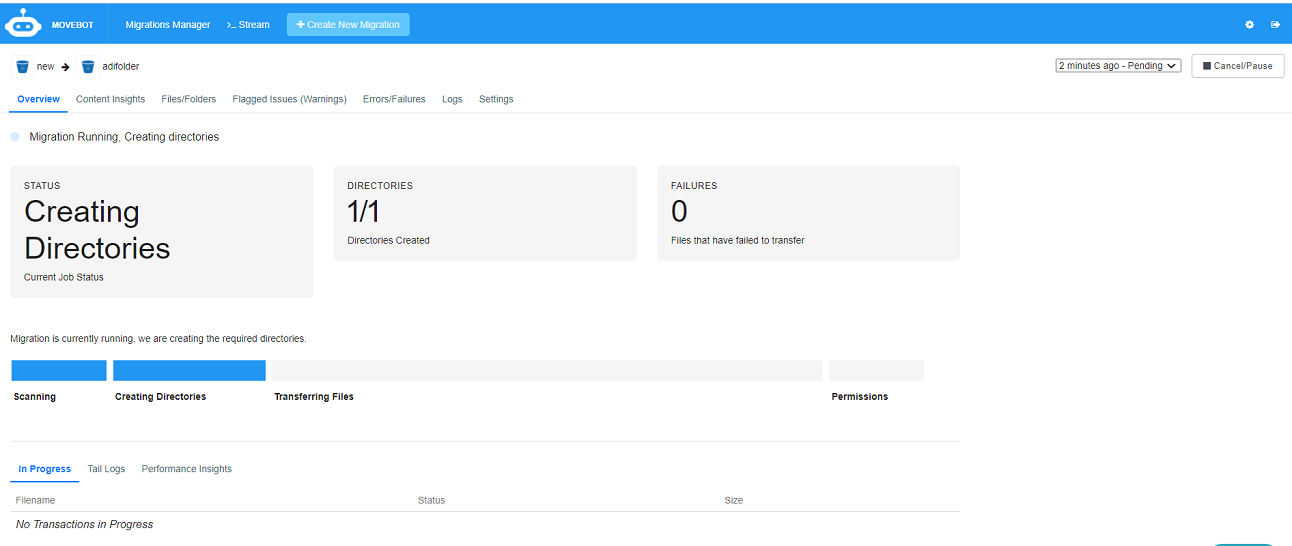 MOVEBOT Migrations Manager >_ Stream + Create New Migration
new → adifolder 2 minutes ago - Pending Cancel/Pause
Overview Content Insights Files/Folders Flagged Issues (Warnings) Errors/Failures Logs Settings
Migration Running, Creating directories
STATUS
Creating
Directories
Current Job Status
DIRECTORIES
1/1
Directories Created
FAILURES
0
Files that have failed to transfer
Migration is currently running, we are creating the required directories.
Scanning Creating Directories Transferring Files Permissions
In Progress Tail Logs Performance Insights
Filename Status Size
No Transactions in Progress